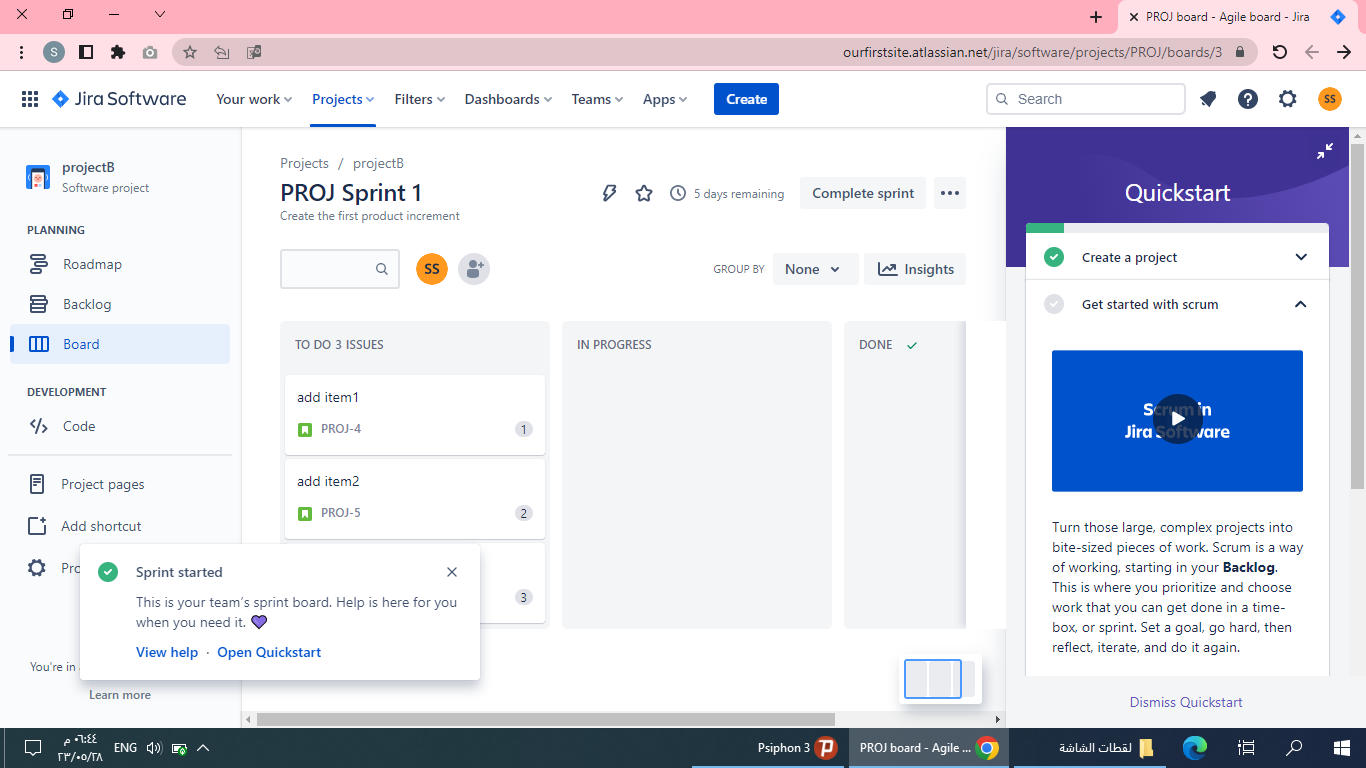 PROJ board - Agile board - Jira
S
ourfirstsite.atlassian.net/jira/software/projects/PROJ/boards/3
Jira Software
Your work
Projects
Filters
Dashboards
Teams
Apps
Create
Search
SS
projectB
Software project
PLANNING
Roadmap
Backlog
Board
DEVELOPMENT
Code
Project pages
Add shortcut
Pro
You're in
Learn more
Projects / projectB
PROJ Sprint 1
Create the first product increment
5 days remaining
Complete sprint
SS
GROUP BY
None
Insights
TO DO 3 ISSUES
add item1
PROJ-4
1
add item2
PROJ-5
2
3
IN PROGRESS
DONE
Sprint started
This is your team's sprint board. Help is here for you
when you need it. 💜
View help · Open Quickstart
Quickstart
Create a project
Get started with scrum
Scrum in
Jira Software
Turn those large, complex projects into
bite-sized pieces of work. Scrum is a way
of working, starting in your Backlog.
This is where you prioritize and choose
work that you can get done in a time-
box, or sprint. Set a goal, go hard, then
reflect, iterate, and do it again.
Dismiss Quickstart
٠٦:٤٤ م
٢٣/٠٥/٢٨
ENG
Psiphon 3
PROJ board - Agile ...
لقطات الشاشة